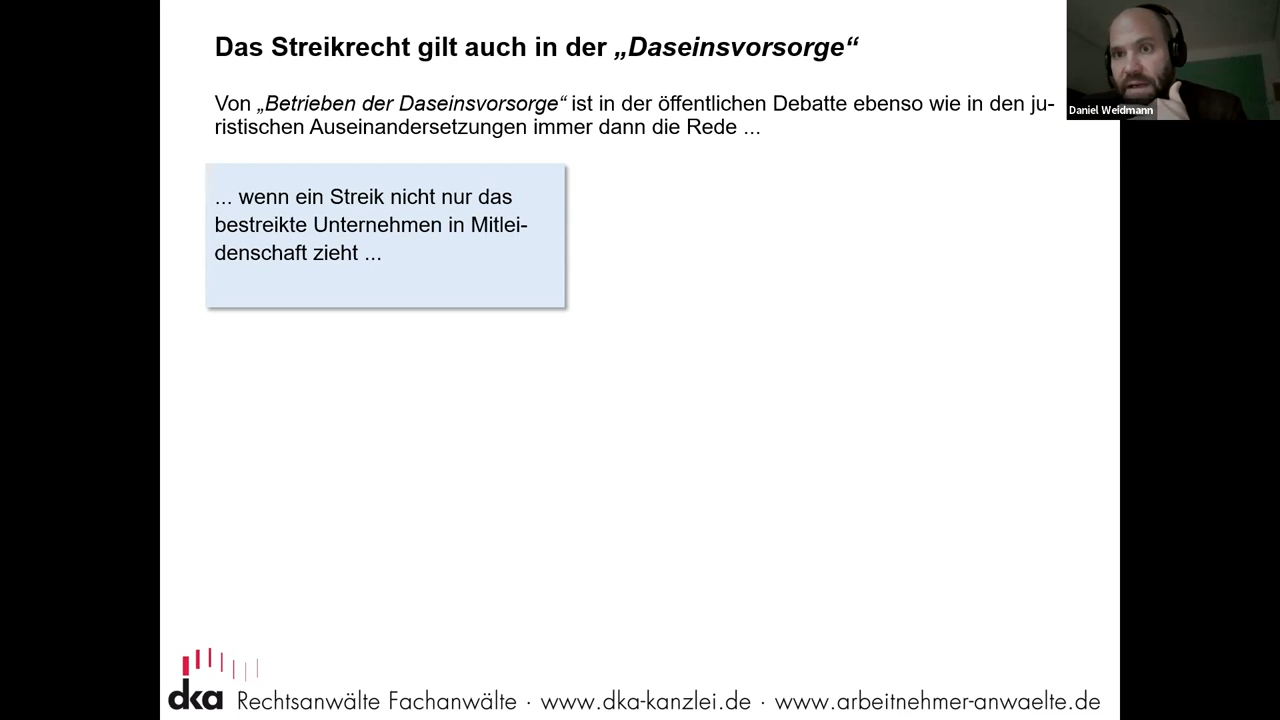 Das Streikrecht gilt auch in der „Daseinsvorsorge“
Von „Betrieben der Daseinsvorsorge“ ist in der öffentlichen Debatte ebenso wie in den ju-
ristischen Auseinandersetzungen immer dann die Rede ...
Daniel Weidmann
... wenn ein Streik nicht nur das
bestreikte Unternehmen in Mitlei-
denschaft zieht ...
dka Rechtsanwälte Fachanwälte · www.dka-kanzlei.de · www.arbeitnehmer-anwaelte.de